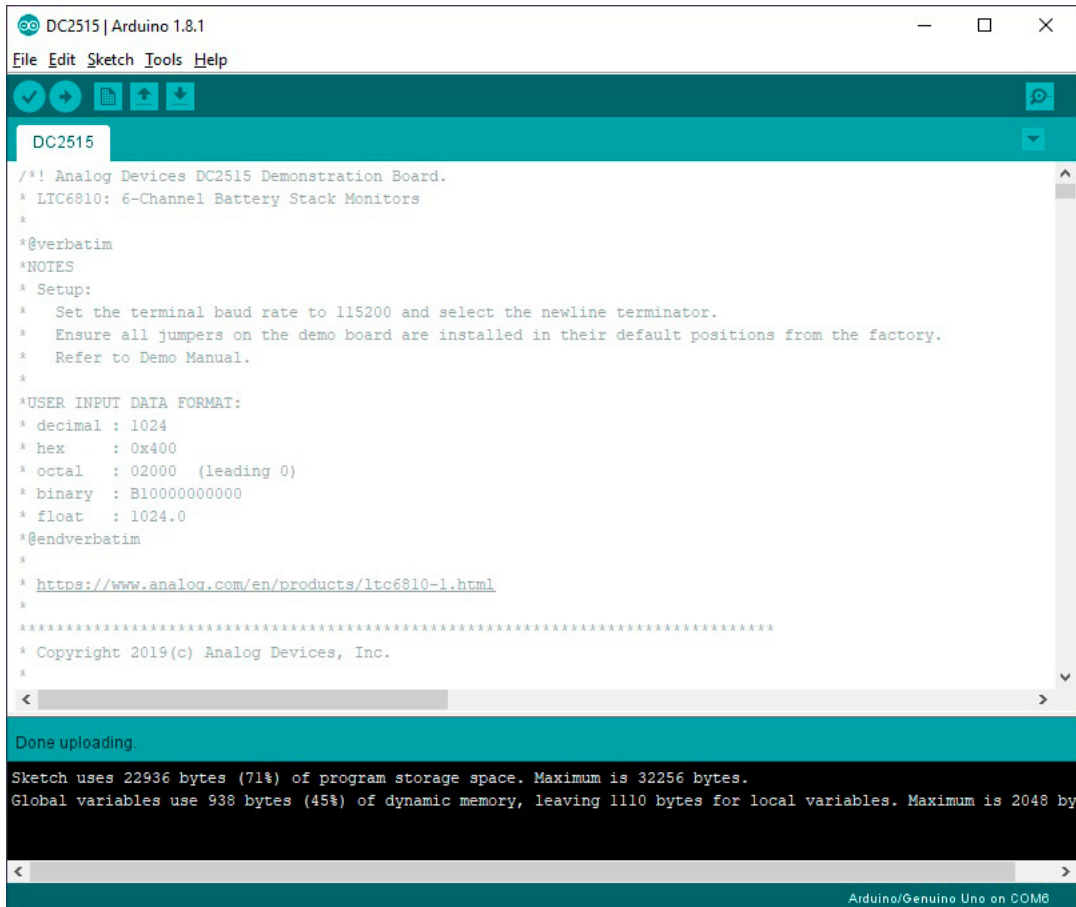 DC2515 | Arduino 1.8.1
File Edit Sketch Tools Help
DC2515
/*! Analog Devices DC2515 Demonstration Board.
* LTC6810: 6-Channel Battery Stack Monitors
*
*@verbatim
*NOTES
* Setup:
*   Set the terminal baud rate to 115200 and select the newline terminator.
*   Ensure all jumpers on the demo board are installed in their default positions from the factory.
*   Refer to Demo Manual.
*
*USER INPUT DATA FORMAT:
* decimal : 1024
* hex     : 0x400
* octal   : 02000  (leading 0)
* binary  : B10000000000
* float   : 1024.0
*@endverbatim
*
* https://www.analog.com/en/products/ltc6810-1.html
*
********************************************************************************
* Copyright 2019(c) Analog Devices, Inc.
*
Done uploading.
Sketch uses 22936 bytes (71%) of program storage space. Maximum is 32256 bytes.
Global variables use 938 bytes (45%) of dynamic memory, leaving 1110 bytes for local variables. Maximum is 2048 by
Arduino/Genuino Uno on COM6